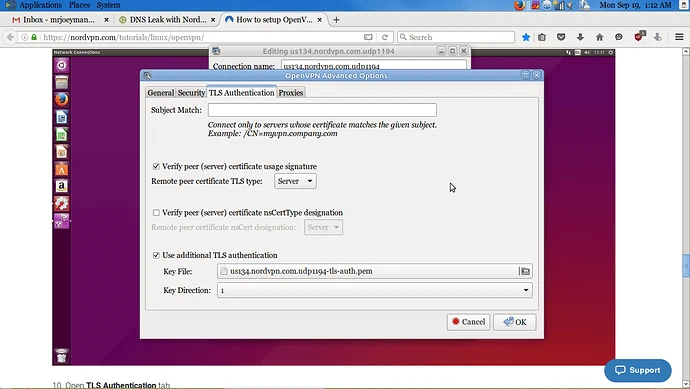 Applications Places System
Mon Sep 19, 1:12 AM
Inbox - mrjoeyman... DNS Leak with Nord... How to setup OpenV...
https://nordvpn.com/tutorials/linux/openvpn/
Search
Network Connections
13:37
Editing us134.nordvpn.com.udp1194
Connection name: us134.nordvpn.com.udp1194
OpenVPN Advanced Options
General Security TLS Authentication Proxies
Subject Match:
Connect only to servers whose certificate matches the given subject.
Example: /CN=myvpn.company.com
Verify peer (server) certificate usage signature
Remote peer certificate TLS type: Server
Verify peer (server) certificate nsCertType designation
Remote peer certificate nsCert designation: Server
Use additional TLS authentication
Key File: us134.nordvpn.com.udp1194-tls-auth.pem
Key Direction: 1
Cancel OK
10. Open TLS Authentication tab
Support